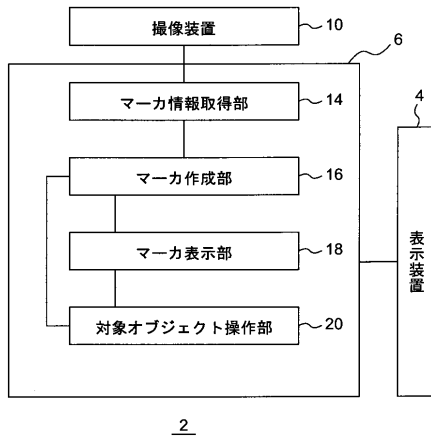 撮像装置 10
6
マーカ情報取得部 14
4
マーカ作成部 16
マーカ表示部 18
表示装置
対象オブジェクト操作部 20
2